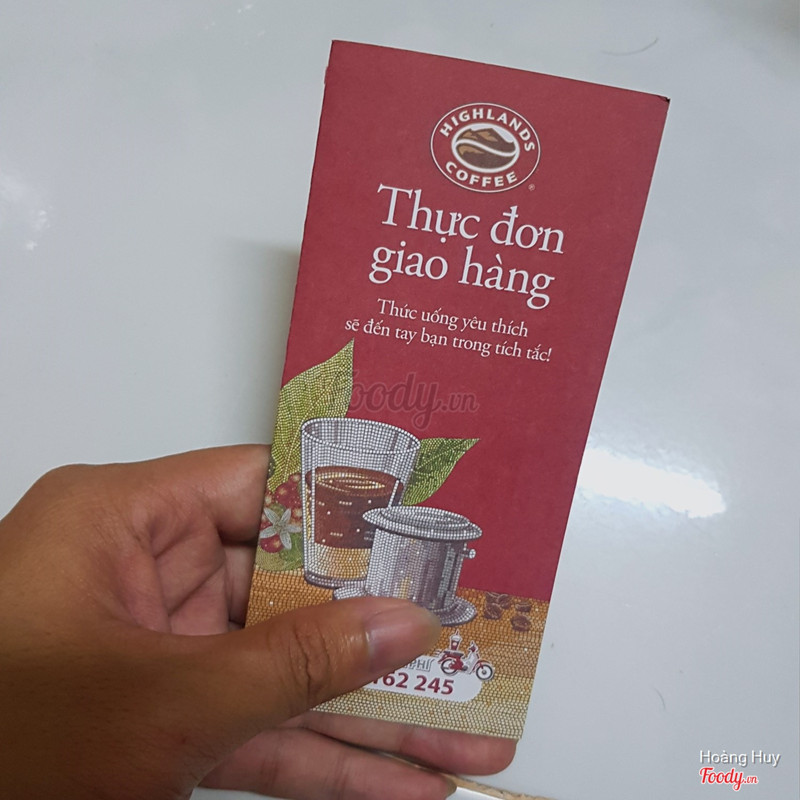 HIGHLANDS
COFFEE
®
Thực đơn
giao hàng
Thức uống yêu thích
sẽ đến tay bạn trong tích tắc!
Foody.vn
762 245
Hoàng Huy
Foody.vn